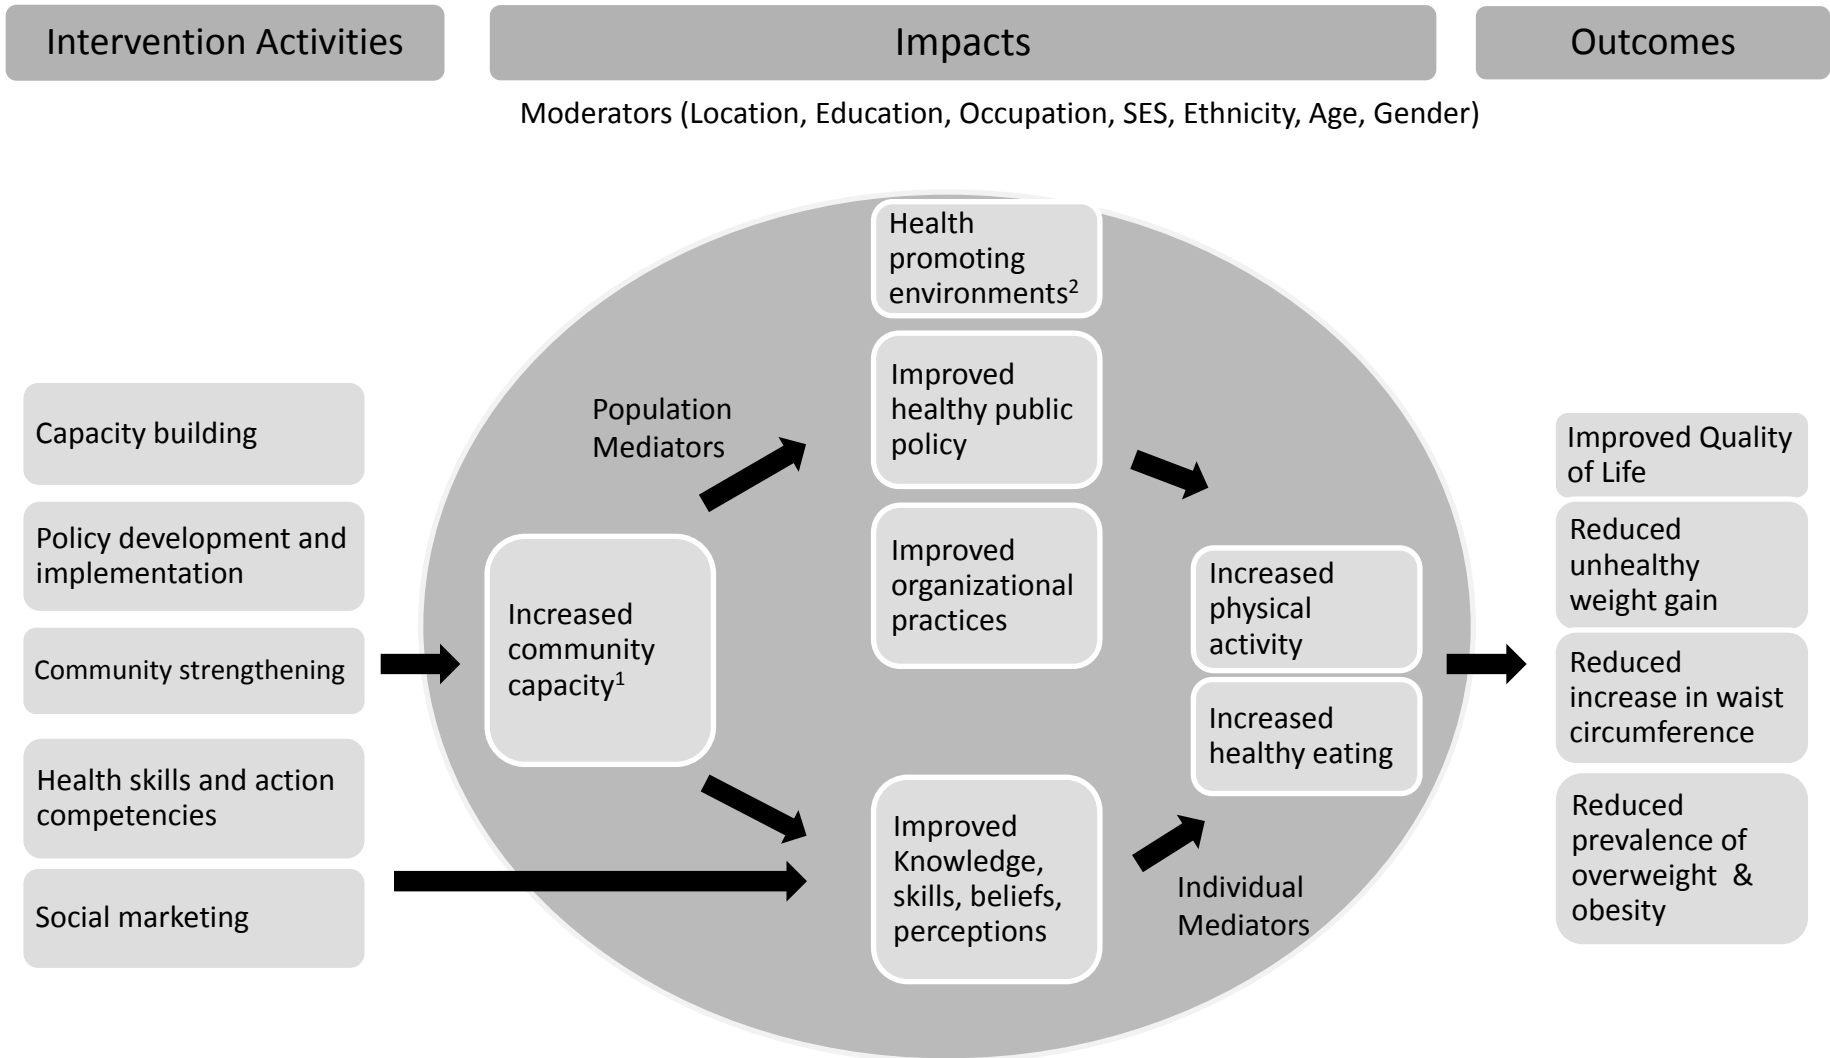 Intervention Activities
Impacts
Outcomes
Moderators (Location, Education, Occupation, SES, Ethnicity, Age, Gender)
Capacity building
Policy development and
implementation
Community strengthening
Health skills and action
competencies
Social marketing
Population
Mediators
Increased
community
capacity¹
Health
promoting
environments²
Improved
healthy public
policy
Improved
organizational
practices
Improved
Knowledge,
skills, beliefs,
perceptions
Increased
physical
activity
Increased
healthy eating
Individual
Mediators
Improved Quality
of Life
Reduced
unhealthy
weight gain
Reduced
increase in waist
circumference
Reduced
prevalence of
overweight &
obesity